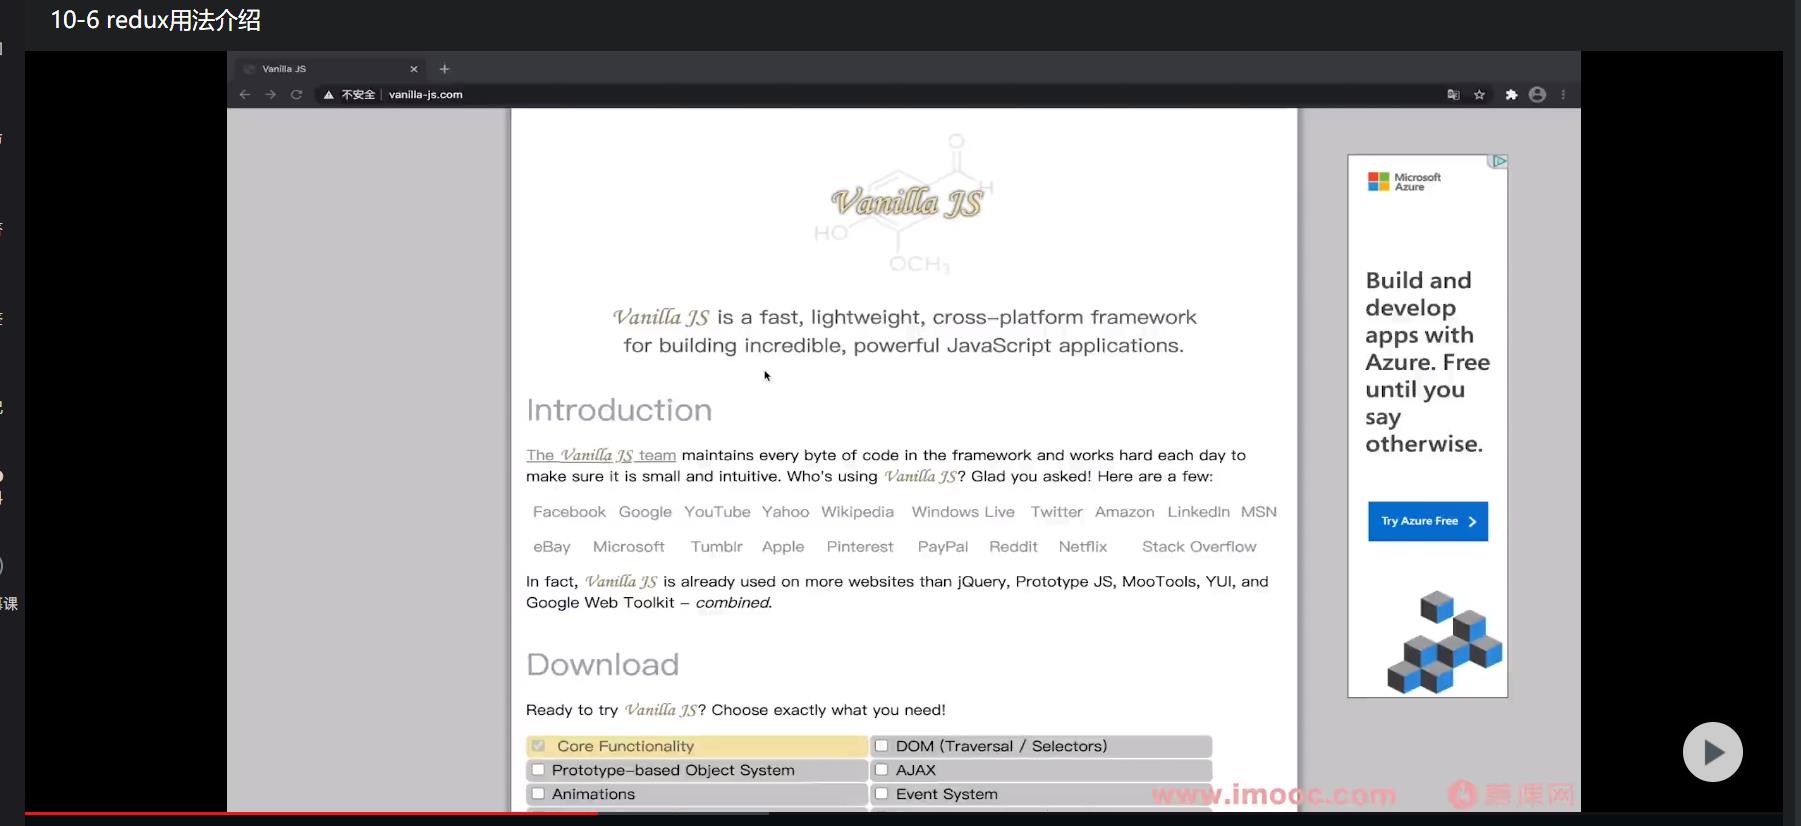 10-6 redux用法介绍
Vanilla JS
不安全 | vanilla-js.com
Vanilla JS
HO
O
H
OCH3
Vanilla JS is a fast, lightweight, cross-platform framework
for building incredible, powerful JavaScript applications.
Introduction
The Vanilla JS team maintains every byte of code in the framework and works hard each day to
make sure it is small and intuitive. Who's using Vanilla JS? Glad you asked! Here are a few:
Facebook Google YouTube Yahoo Wikipedia Windows Live Twitter Amazon LinkedIn MSN
eBay Microsoft Tumblr Apple Pinterest PayPal Reddit Netflix Stack Overflow
In fact, Vanilla JS is already used on more websites than jQuery, Prototype JS, MooTools, YUI, and
Google Web Toolkit – combined.
Download
Ready to try Vanilla JS? Choose exactly what you need!
Core Functionality
DOM (Traversal / Selectors)
Prototype-based Object System
AJAX
Animations
Event System
Microsoft
Azure
Build and
develop
apps with
Azure. Free
until you
say
otherwise.
Try Azure Free
www.imooc.com 慕课网
课